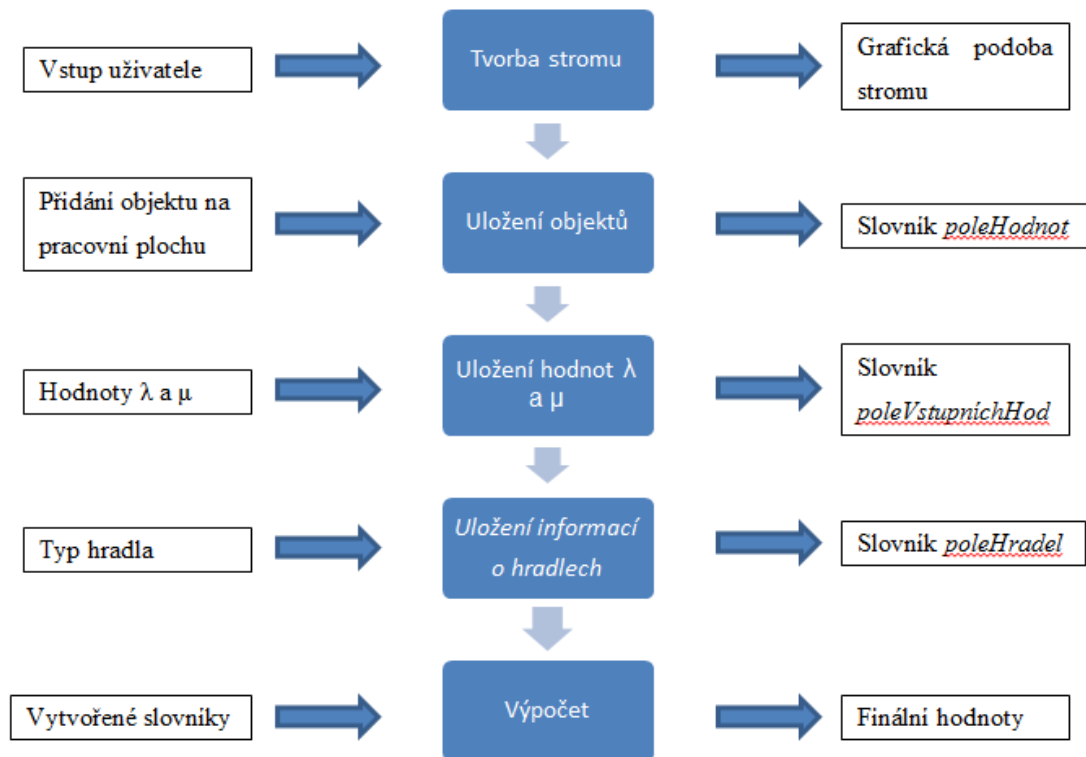 Vstup uživatele
Tvorba stromu
Grafická podoba
stromu
Přidání objektu na
pracovní plochu
Uložení objektů
Slovník poleHodnot
Hodnoty λ a μ
Uložení hodnot λ
a μ
Slovník
poleVstupníchHod
Typ hradla
Uložení informací
o hradlech
Slovník poleHradel
Vytvořené slovníky
Výpočet
Finální hodnoty